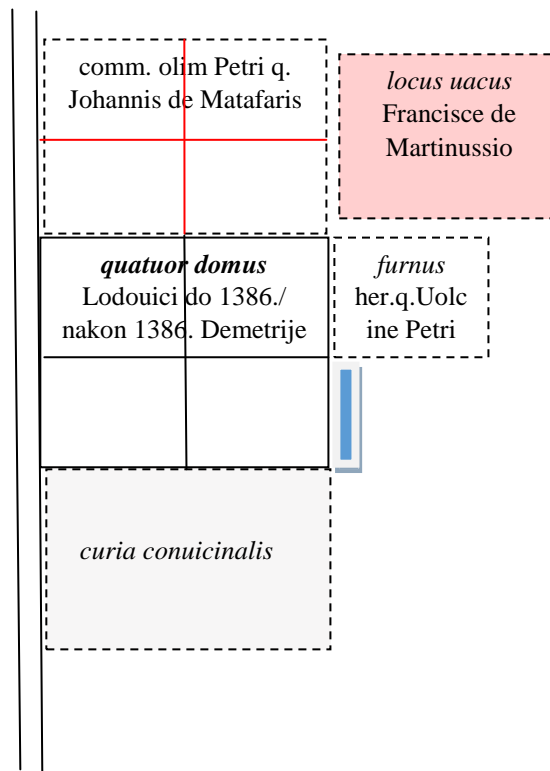 comm. olim Petri q.
Johannis de Matafaris
locus uacus
Francisce de
Martinussio
quatuor domus
Lodouici do 1386./
nakon 1386. Demetrije
furnus
her.q.Uolc
ine Petri
curia conuicinalis